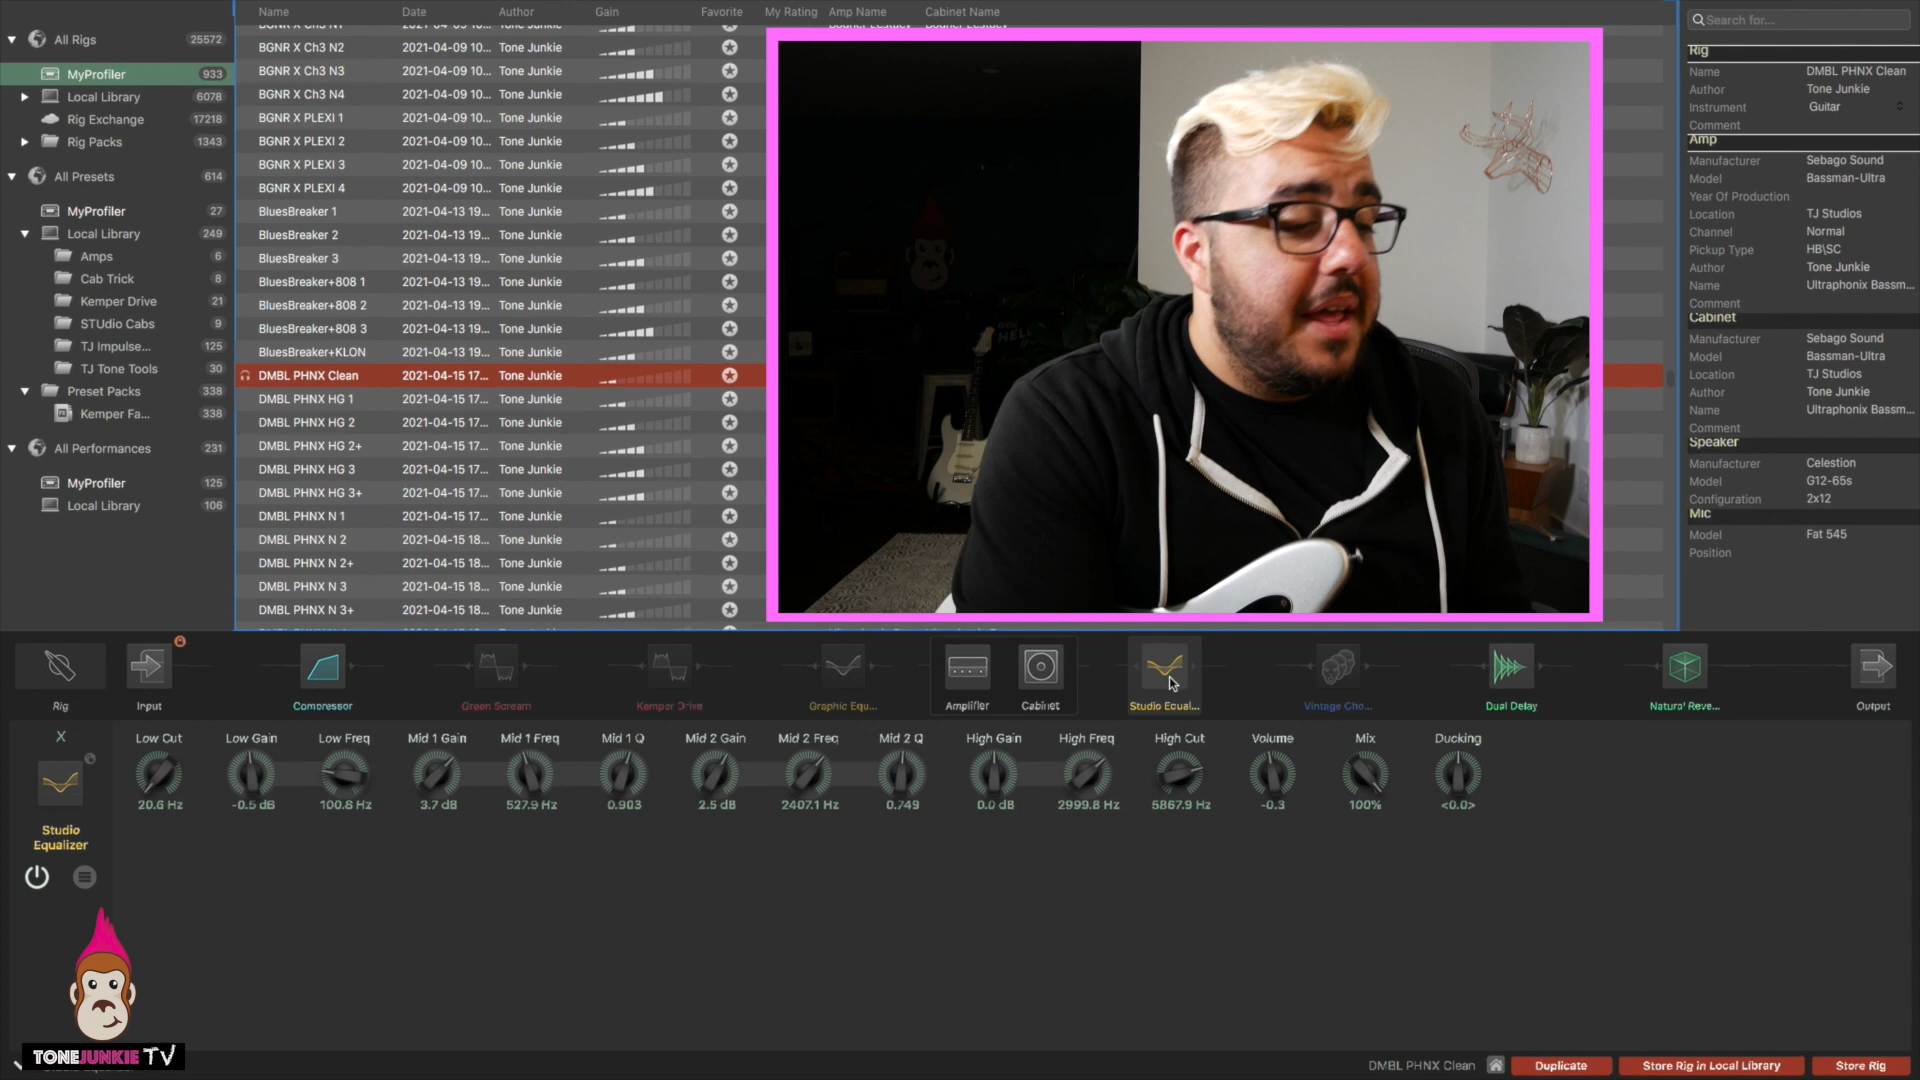 Name Date Author Gain Favorite My Rating Amp Name Cabinet Name
Search for...
All Rigs 25572
MyProfiler 933
Local Library 6078
Rig Exchange 17218
Rig Packs 1343
All Presets 614
MyProfiler 27
Local Library 249
Amps 6
Cab Trick 8
Kemper Drive 21
STUdio Cabs 9
TJ Impulse... 125
TJ Tone Tools 30
Preset Packs 338
Kemper Fa... 338
All Performances 231
MyProfiler 125
Local Library 106
BGNR X Ch3 N2 2021-04-09 10... Tone Junkie
BGNR X Ch3 N3 2021-04-09 10... Tone Junkie
BGNR X Ch3 N4 2021-04-09 10... Tone Junkie
BGNR X PLEXI 1 2021-04-09 10... Tone Junkie
BGNR X PLEXI 2 2021-04-09 10... Tone Junkie
BGNR X PLEXI 3 2021-04-09 10... Tone Junkie
BGNR X PLEXI 4 2021-04-09 10... Tone Junkie
BluesBreaker 1 2021-04-13 19... Tone Junkie
BluesBreaker 2 2021-04-13 19... Tone Junkie
BluesBreaker 3 2021-04-13 19... Tone Junkie
BluesBreaker+808 1 2021-04-13 19... Tone Junkie
BluesBreaker+808 2 2021-04-13 19... Tone Junkie
BluesBreaker+808 3 2021-04-13 19... Tone Junkie
BluesBreaker+KLON 2021-04-13 19... Tone Junkie
DMBL PHNX Clean 2021-04-15 17... Tone Junkie
DMBL PHNX HG 1 2021-04-15 17... Tone Junkie
DMBL PHNX HG 2 2021-04-15 17... Tone Junkie
DMBL PHNX HG 2+ 2021-04-15 17... Tone Junkie
DMBL PHNX HG 3 2021-04-15 17... Tone Junkie
DMBL PHNX HG 3+ 2021-04-15 17... Tone Junkie
DMBL PHNX N 1 2021-04-15 17... Tone Junkie
DMBL PHNX N 2 2021-04-15 18... Tone Junkie
DMBL PHNX N 2+ 2021-04-15 18... Tone Junkie
DMBL PHNX N 3 2021-04-15 18... Tone Junkie
DMBL PHNX N 3+ 2021-04-15 18... Tone Junkie
Rig
Name DMBL PHNX Clean
Author Tone Junkie
Instrument Guitar
Comment
Amp
Manufacturer Sebago Sound
Model Bassman-Ultra
Year Of Production
Location TJ Studios
Channel Normal
Pickup Type HB\SC
Author Tone Junkie
Name Ultraphonix Bassm...
Comment
Cabinet
Manufacturer Sebago Sound
Model Bassman-Ultra
Location TJ Studios
Author Tone Junkie
Name Ultraphonix Bassm...
Comment
Speaker
Manufacturer Celestion
Model G12-65s
Configuration 2x12
Mic
Model Fat 545
Position
Rig Input Compressor Green Scream Kemper Drive Graphic Equ... Amplifier Cabinet Studio Equal... Vintage Cho... Dual Delay Natural Reve... Output
X Low Cut Low Gain Low Freq Mid 1 Gain Mid 1 Freq Mid 1 Q Mid 2 Gain Mid 2 Freq Mid 2 Q High Gain High Freq High Cut Volume Mix Ducking
20.6 Hz -0.5 dB 100.8 Hz 3.7 dB 527.9 Hz 0.903 2.5 dB 2407.1 Hz 0.749 0.0 dB 2999.8 Hz 5867.9 Hz -0.3 100% <0.0>
Studio
Equalizer
TONEJUNKIE TV
DMBL PHNX Clean Duplicate Store Rig in Local Library Store Rig